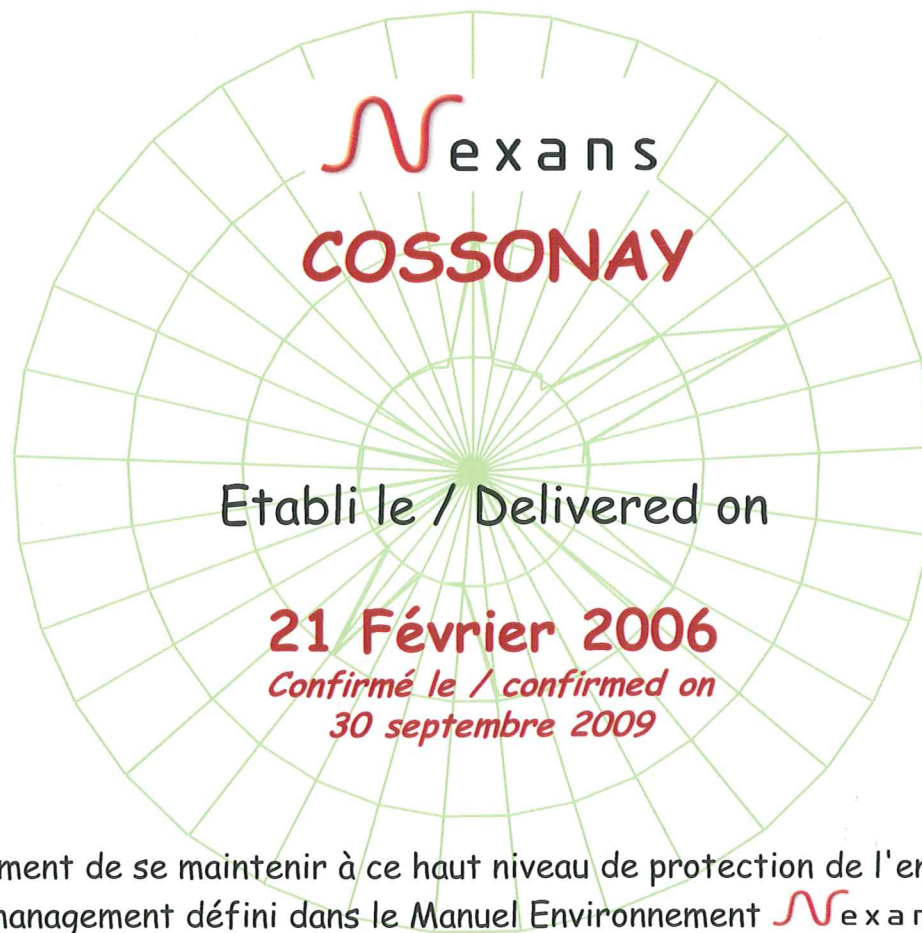 Nexans
COSSONAY
Etabli le / Delivered on
21 Février 2006
Confirmé le / confirmed on
30 septembre 2009
de se maintenir à ce haut niveau de protection de
défini dans le Manuel Environnement